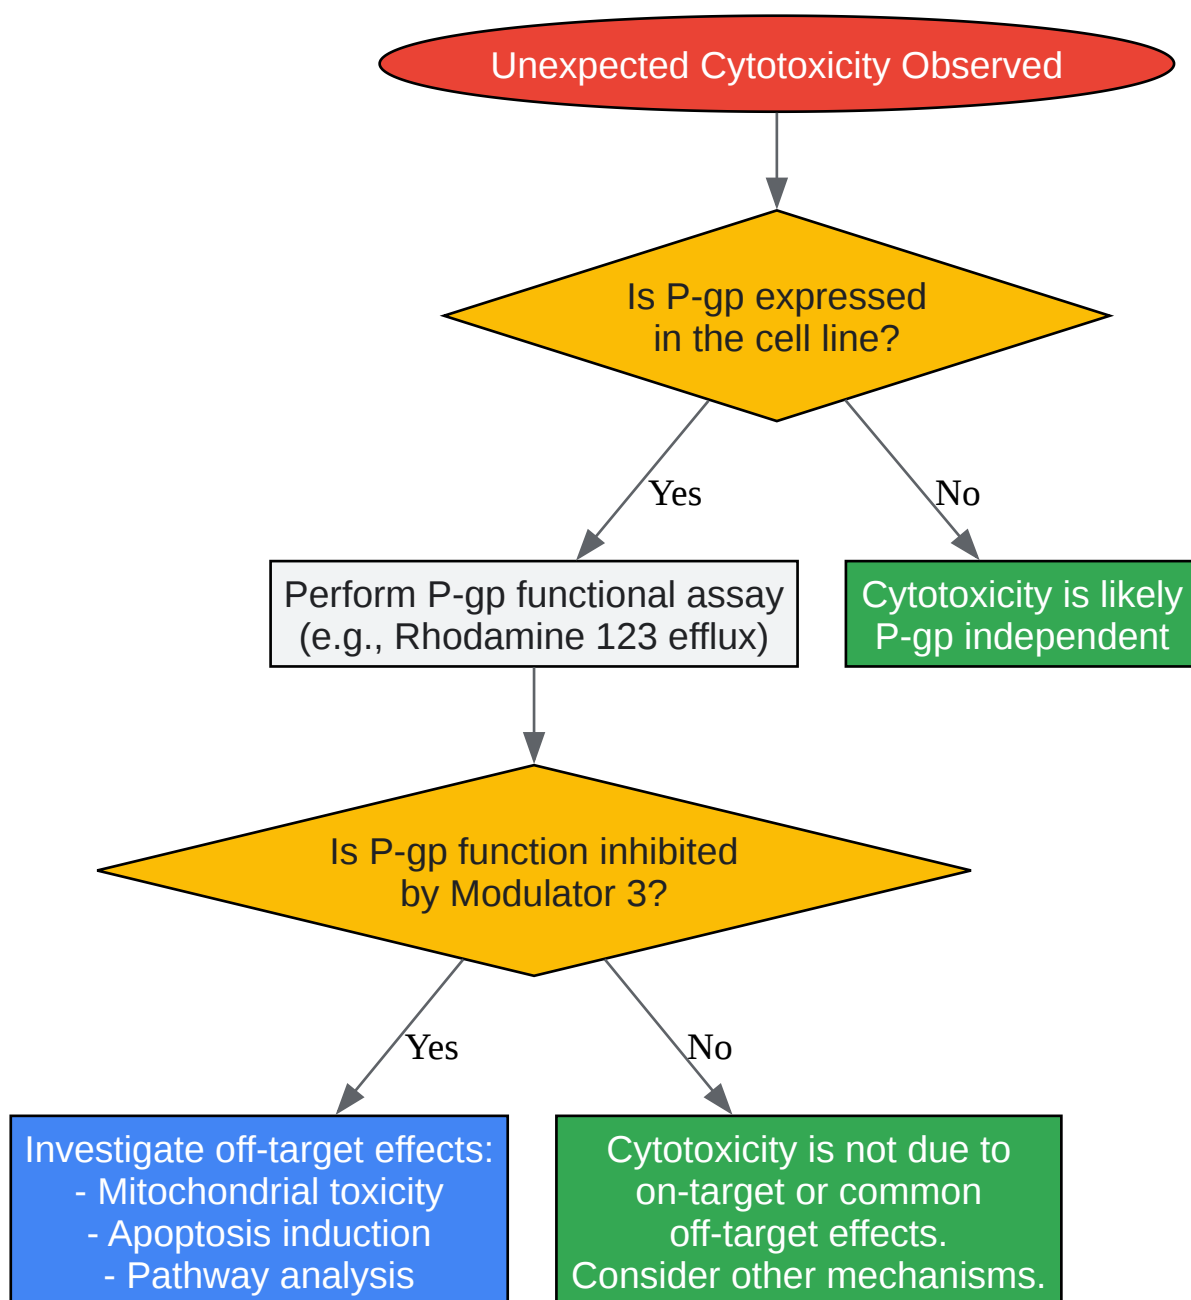 Unexpected Cytotoxicity Observed
Is P-gp expressed
in the cell line?
Yes
No
Perform P-gp functional assay
(e.g., Rhodamine 123 efflux)
Cytotoxicity is likely
P-gp independent
Is P-gp function inhibited
by Modulator 3?
Yes
No
Investigate off-target effects:
- Mitochondrial toxicity
- Apoptosis induction
- Pathway analysis
Cytotoxicity is not due to
on-target or common
off-target effects.
Consider other mechanisms.